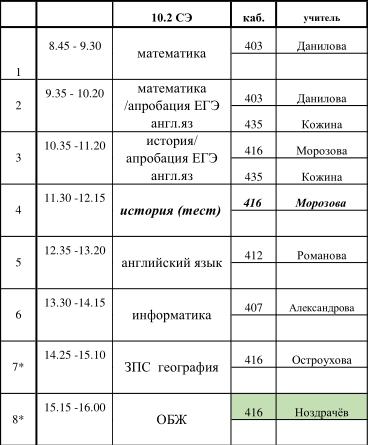 10.2 СЭ каб. учитель
1 8.45 - 9.30 математика 403 Данилова
2 9.35 - 10.20 математика 403 Данилова
/апробация ЕГЭ
англ.яз 435 Кожина
3 10.35 -11.20 история/ 416 Морозова
апробация ЕГЭ
англ.яз 435 Кожина
4 11.30 -12.15 история (тест) 416 Морозова
5 12.35 -13.20 английский язык 412 Романова
6 13.30 -14.15 информатика 407 Александрова
7* 14.25 -15.10 ЗПС география 416 Остроухова
8* 15.15 -16.00 ОБЖ 416 Ноздрачёв